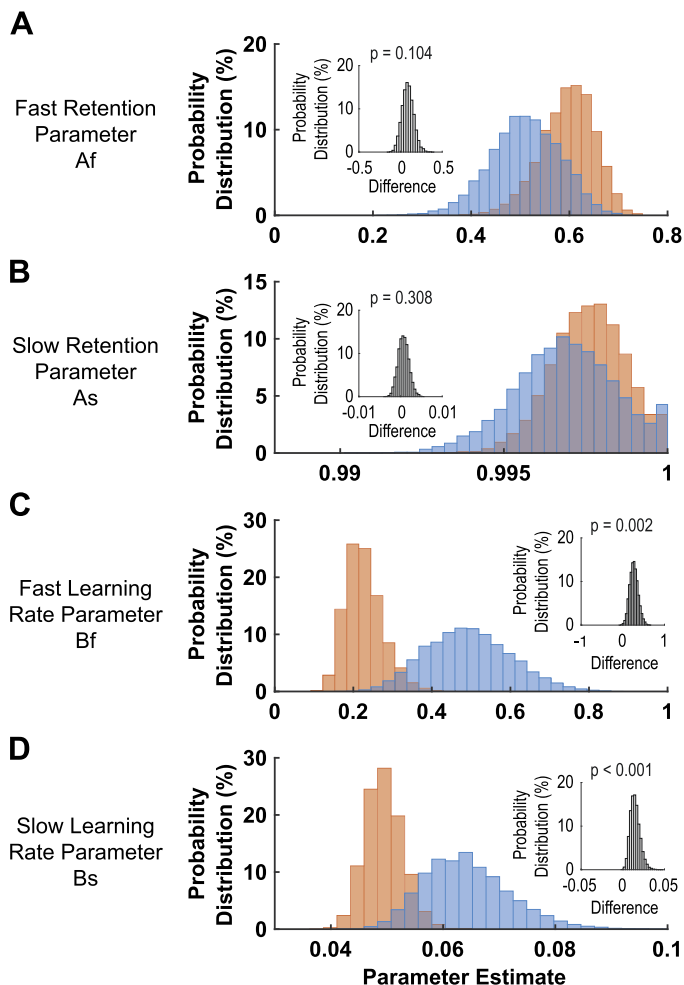 A
Fast Retention
Parameter
Af
Probability
Distribution (%)
20
10
0
0
0.2
0.4
0.6
0.8
p = 0.104
Probability
Distribution (%)
20
10
0
-0.5
0
0.5
Difference
B
Slow Retention
Parameter
As
Probability
Distribution (%)
15
10
5
0
0.99
0.995
1
p = 0.308
Probability
Distribution (%)
20
10
0
-0.01
0
0.01
Difference
C
Fast Learning
Rate Parameter
Bf
Probability
Distribution (%)
30
20
10
0
0
0.2
0.4
0.6
0.8
1
p = 0.002
Probability
Distribution (%)
20
10
0
-1
0
1
Difference
D
Slow Learning
Rate Parameter
Bs
Probability
Distribution (%)
30
20
10
0
0.04
0.06
0.08
0.1
p < 0.001
Probability
Distribution (%)
20
10
0
-0.05
0
0.05
Difference
Parameter Estimate